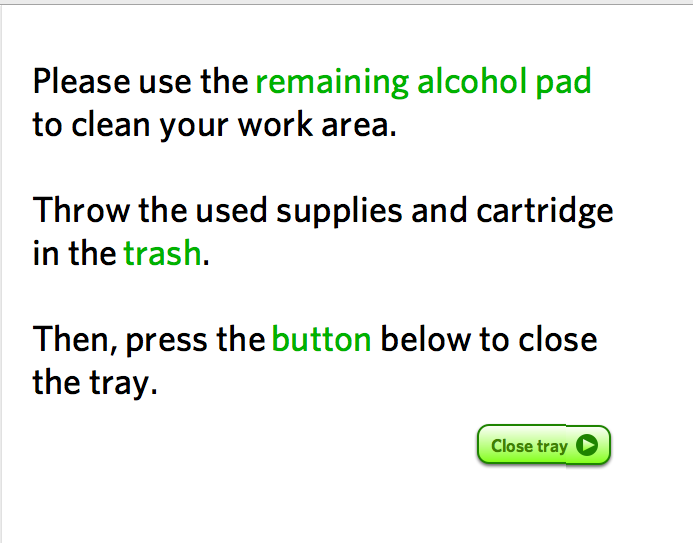 Please use the remaining alcohol pad
to clean your work area.
Throw the used supplies and cartridge
in the trash.
Then, press the button below to close
the tray.
Close tray